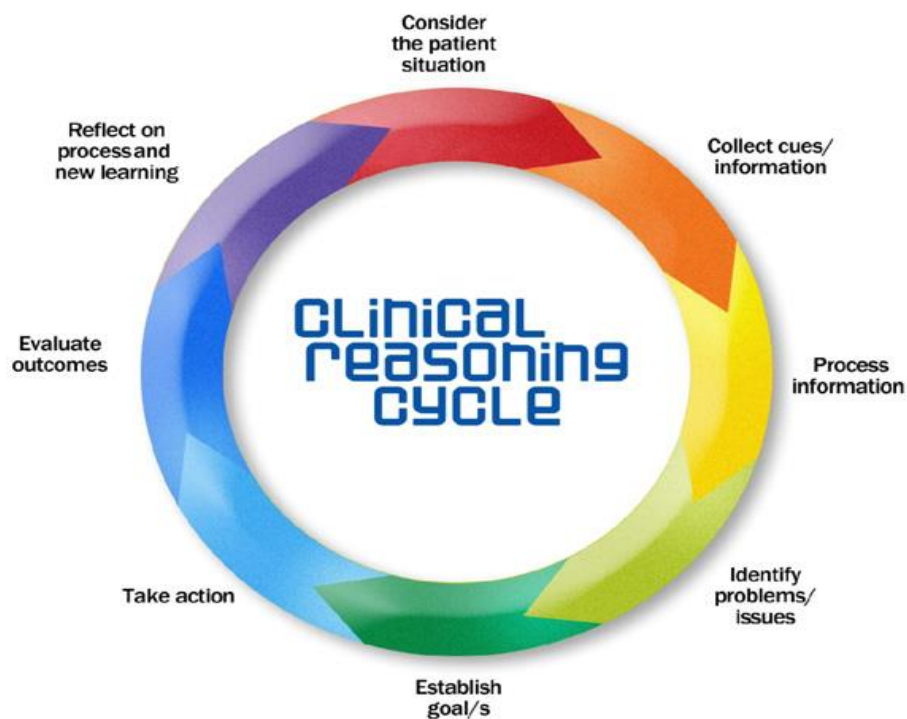 Consider
the patient
situation
Collect cues/
information
Process
information
Identify
problems/
issues
Establish
goal/s
Take action
Evaluate
outcomes
Reflect on
process and
new learning
CLiNiCAL
reasoning
CYCLe